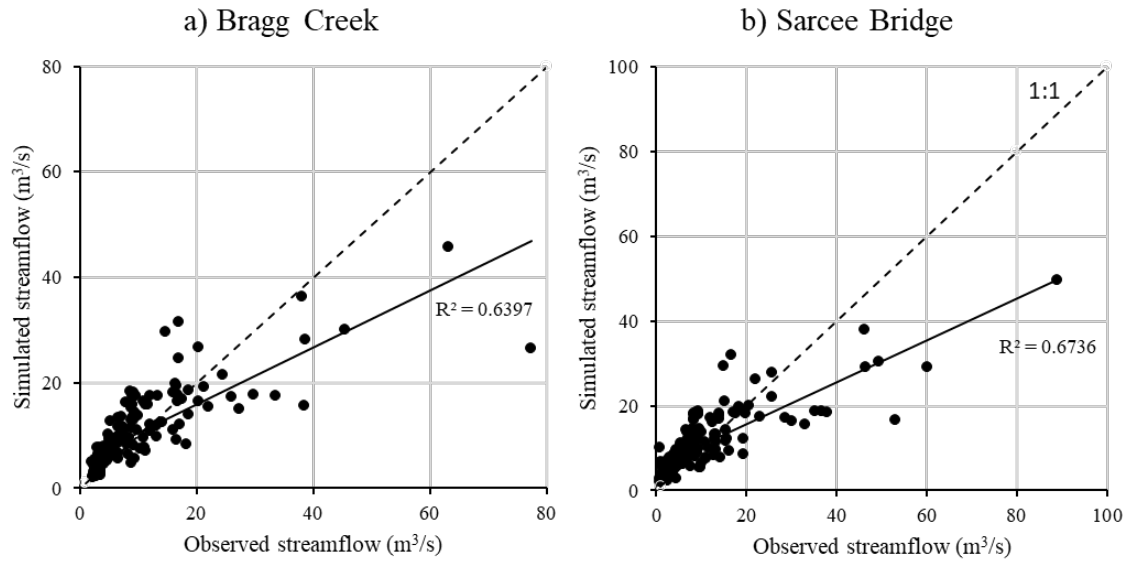 a) Bragg Creek
80
60
40
20
0
0
20
40
60
80
Simulated streamflow (m³/s)
Observed streamflow (m³/s)
R² = 0.6397
b) Sarcee Bridge
100
80
60
40
20
0
0
20
40
60
80
100
Simulated streamflow (m³/s)
Observed streamflow (m³/s)
1:1
R² = 0.6736